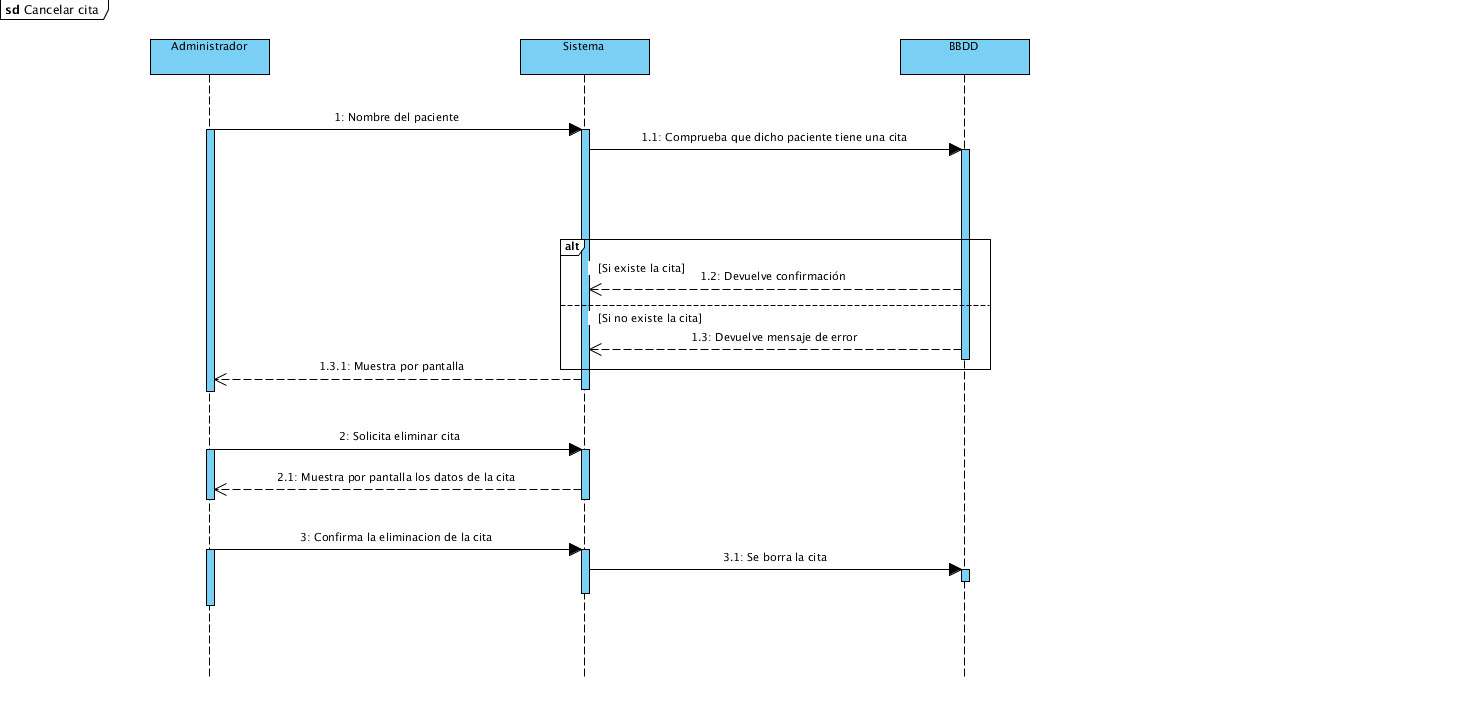 sd Cancelar cita
Administrador
Sistema
BBDD
1: Nombre del paciente
1.1: Comprueba que dicho paciente tiene una cita
alt
[Si existe la cita]
1.2: Devuelve confirmación
[Si no existe la cita]
1.3: Devuelve mensaje de error
1.3.1: Muestra por pantalla
2: Solicita eliminar cita
2.1: Muestra por pantalla los datos de la cita
3: Confirma la eliminacion de la cita
3.1: Se borra la cita